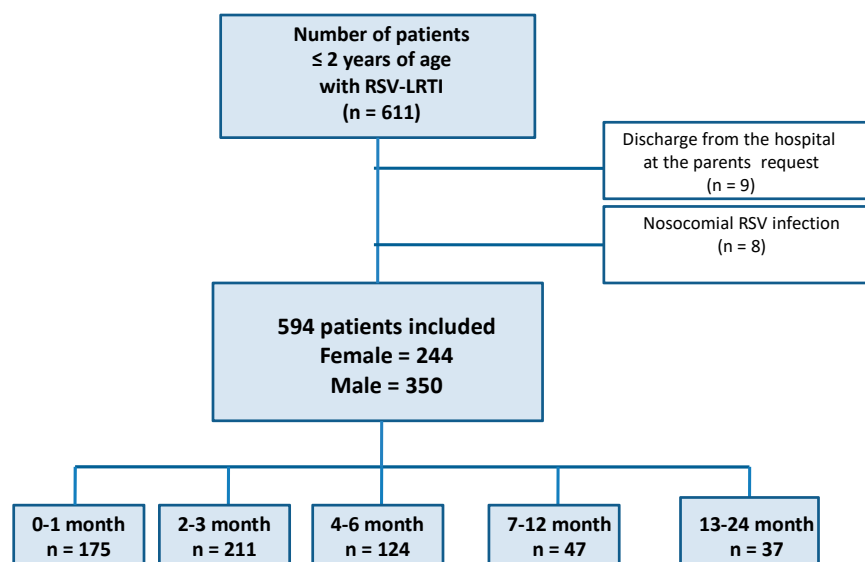 Number of patients
≤ 2 years of age
with RSV-LRTI
(n = 611)
Discharge from the hospital
at the parents request
(n = 9)
Nosocomial RSV infection
(n = 8)
594 patients included
Female = 244
Male = 350
0-1 month
n = 175
2-3 month
n = 211
4-6 month
n = 124
7-12 month
n = 47
13-24 month
n = 37